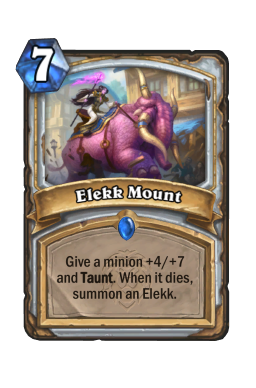 7
Elekk Mount
Give a minion +4/+7
and Taunt. When it dies,
summon an Elekk.